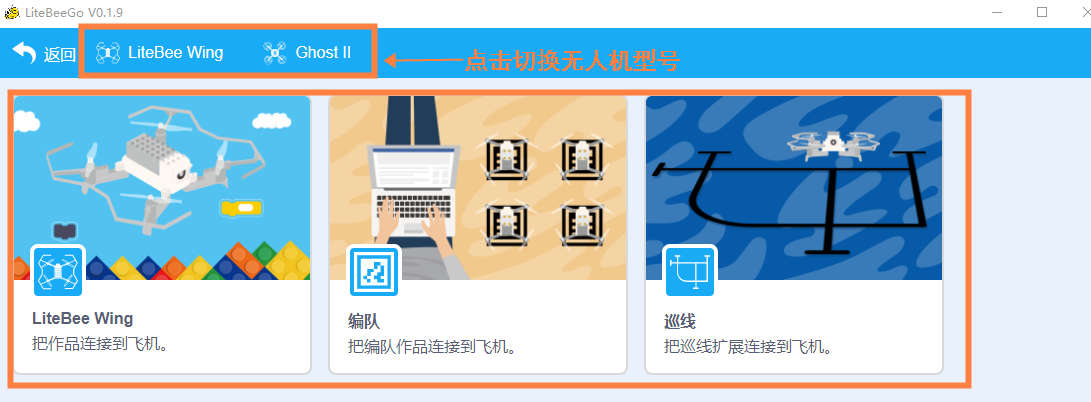 LiteBeeGo V0.1.9
返回 LiteBee Wing Ghost II 点击切换无人机型号
LiteBee Wing
把作品连接到飞机。
编队
把编队作品连接到飞机。
巡线
把巡线扩展连接到飞机。